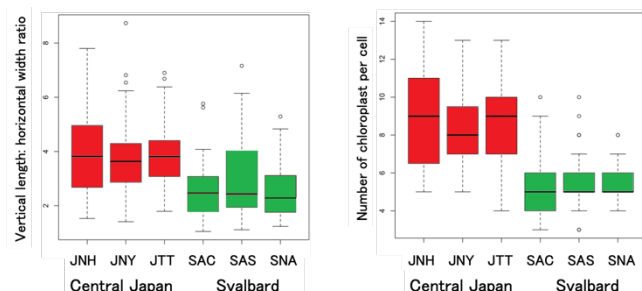 Vertical length: horizontal width ratio
8
6
4
2
JNH JNY JTT SAC SAS SNA
Central Japan Svalbard
Number of chloroplast per cell
14
12
10
8
6
4
JNH JNY JTT SAC SAS SNA
Central Japan Svalbard